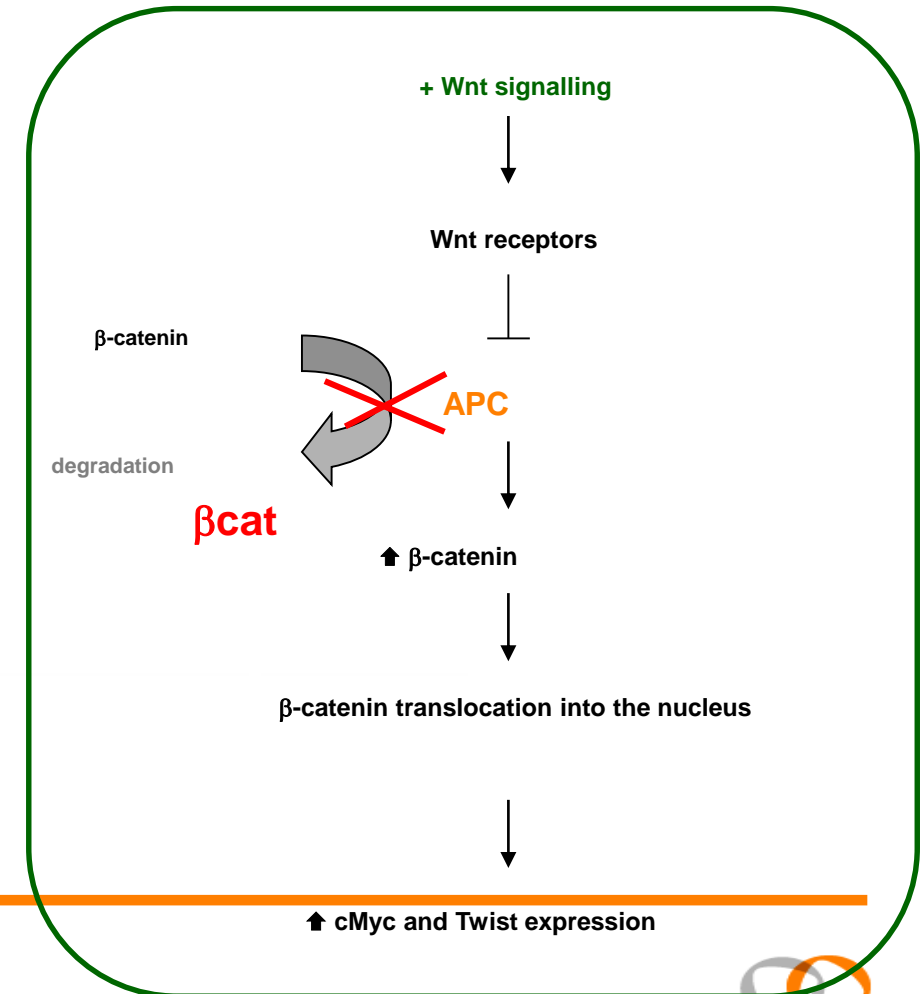 + Wnt signalling
Wnt receptors
β-catenin
APC
degradation
βcat
🡅 β-catenin
β-catenin translocation into the nucleus
🡅 cMyc and Twist expression